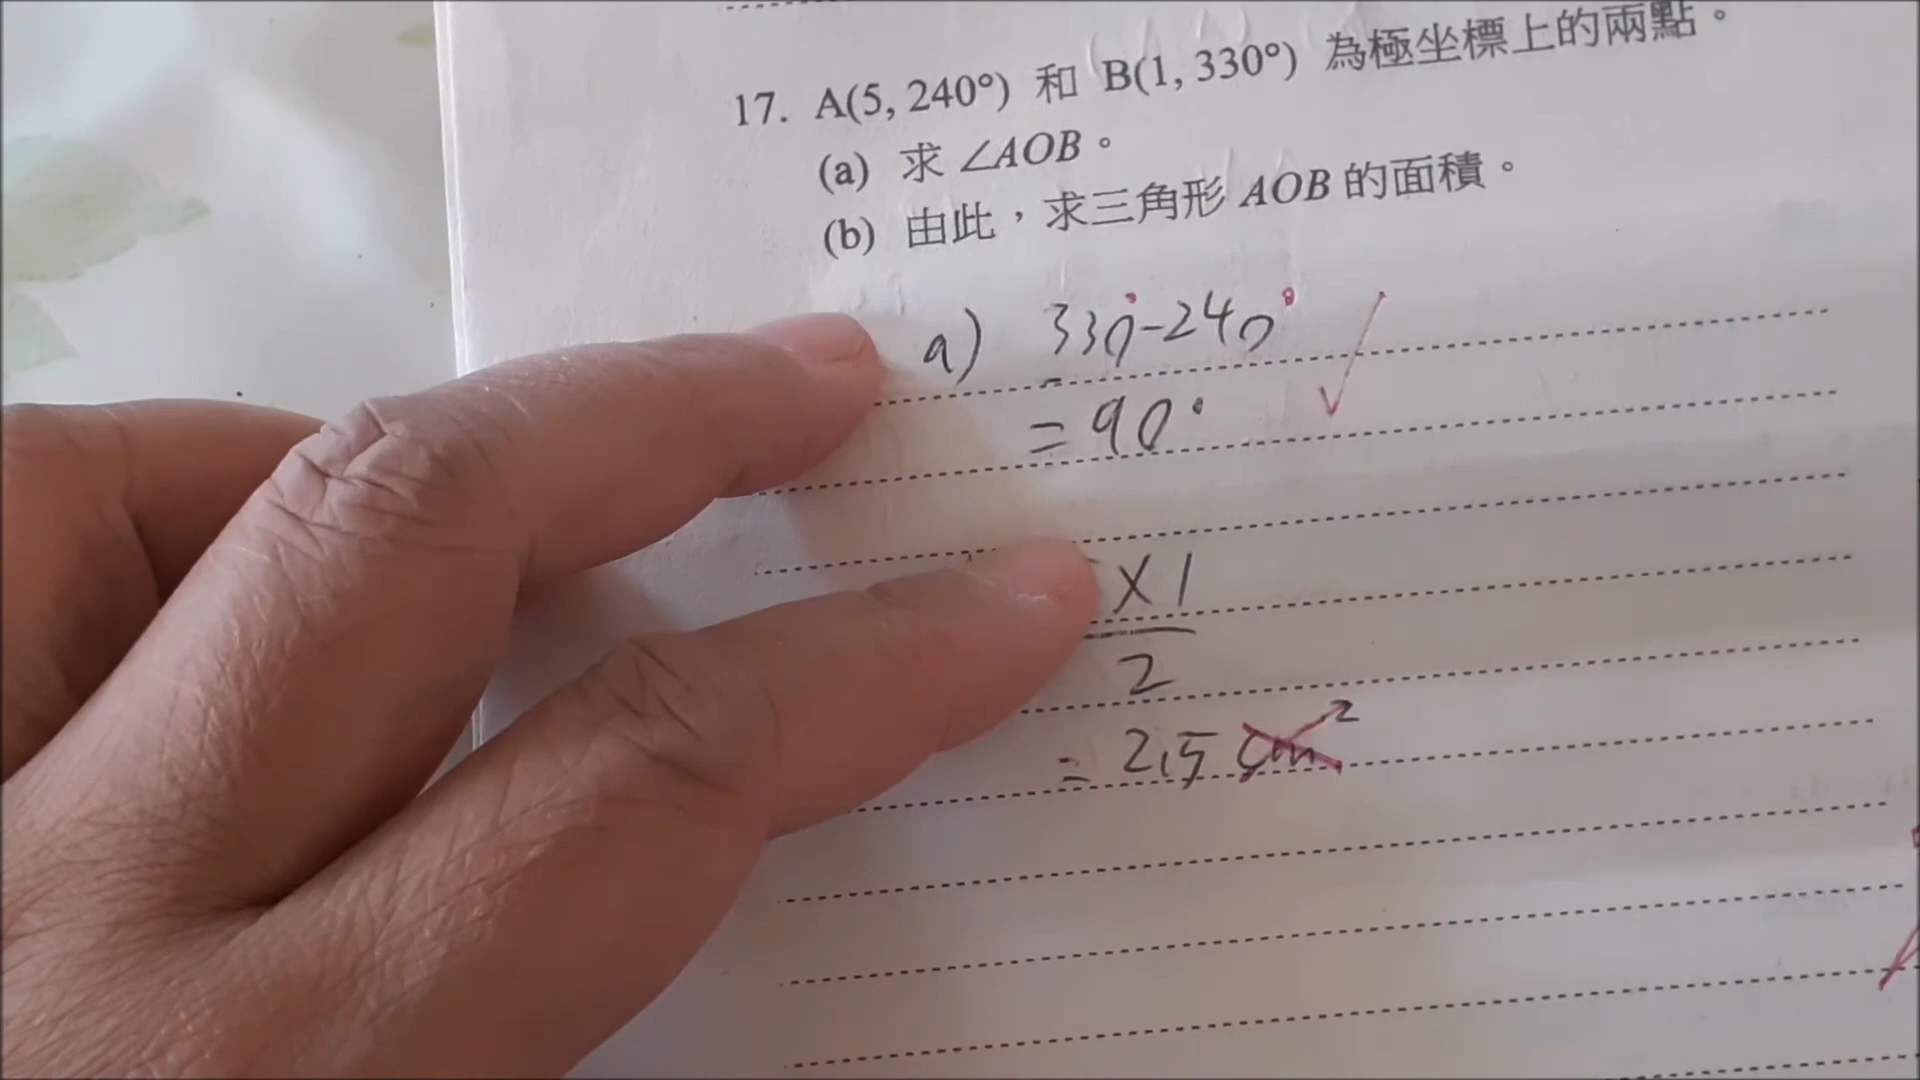 17. A(5, 240°) 和 B(1, 330°) 為極坐標上的兩點。
(a) 求 ∠AOB。
(b) 由此，求三角形 AOB 的面積。
a) 330°-240°
=90°
X 1
2
= 2.5 cm²